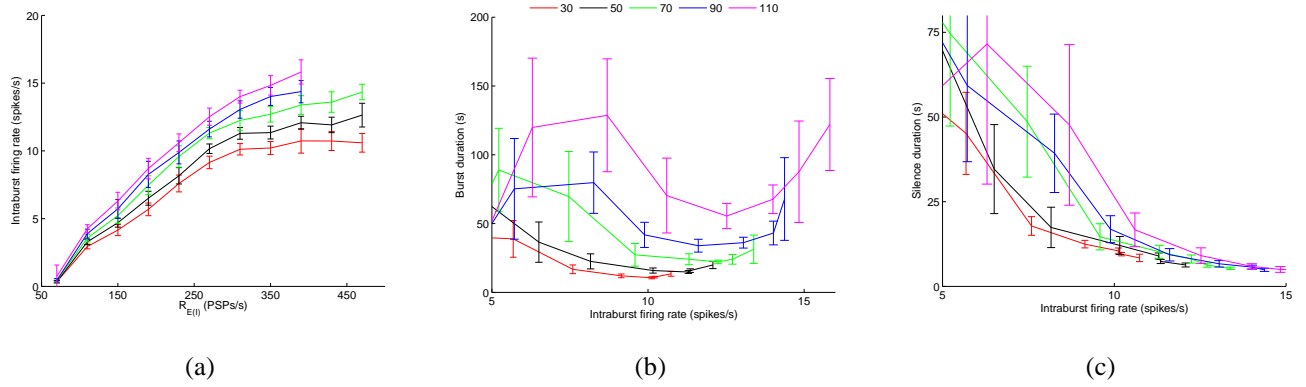 30 50 70 90 110
20
15
10
5
0
50 150 250 350 450
Intraburst firing rate (spikes/s)
R_E(I) (PSPs/s)
(a)
200
150
100
50
0
5 10 15
Burst duration (s)
Intraburst firing rate (spikes/s)
(b)
75
50
25
0
5 10 15
Silence duration (s)
Intraburst firing rate (spikes/s)
(c)